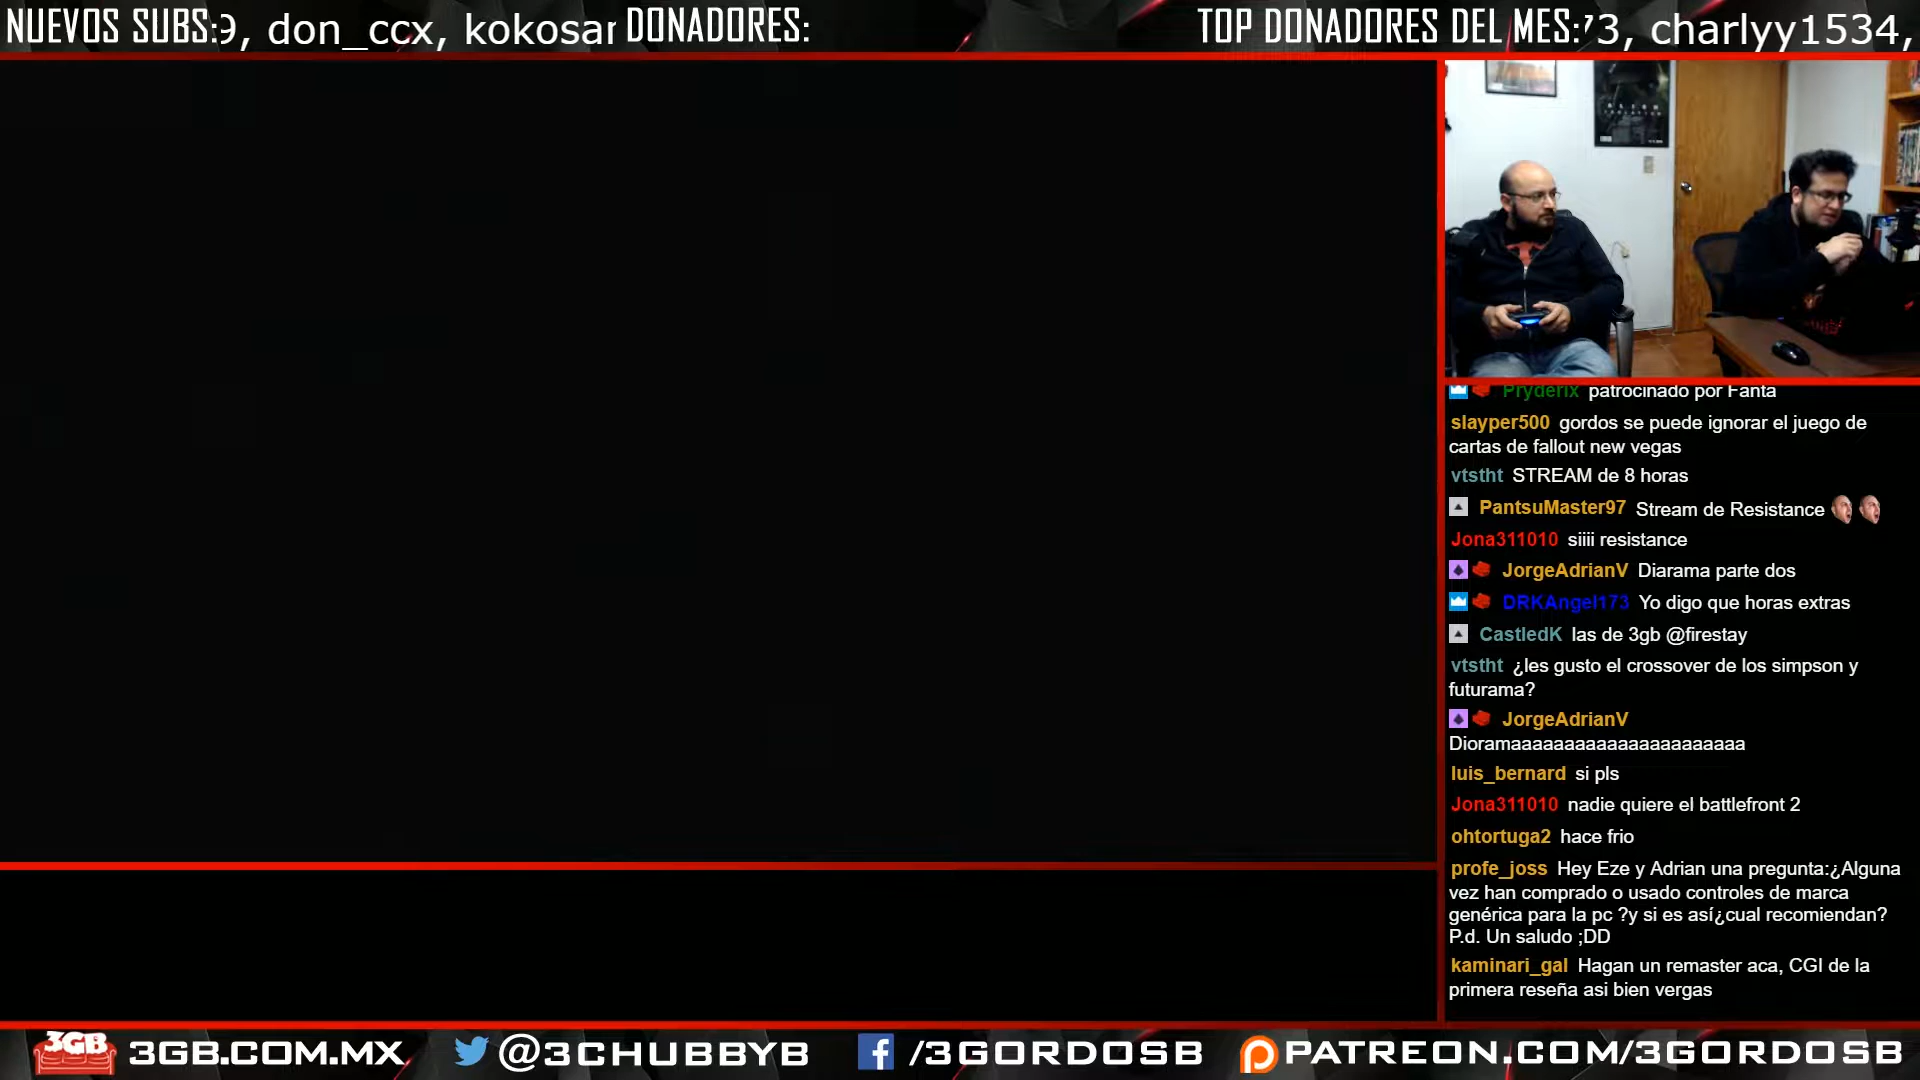 NUEVOS SUBS: 9, don_ccx, kokosar DONADORES: TOP DONADORES DEL MES: 73, charlyy1534,
ALIEN
ISOLATION
Pryderix patrocinado por Fanta
slayper500 gordos se puede ignorar el juego de
cartas de fallout new vegas
vtstht STREAM de 8 horas
PantsuMaster97 Stream de Resistance
Jona311010 siiii resistance
JorgeAdrianV Diarama parte dos
DRKAngel173 Yo digo que horas extras
CastledK las de 3gb @firestay
vtstht ¿les gusto el crossover de los simpson y
futurama?
JorgeAdrianV
Dioramaaaaaaaaaaaaaaaaaaaaaa
luis_bernard si pls
Jona311010 nadie quiere el battlefront 2
ohtortuga2 hace frio
profe_joss Hey Eze y Adrian una pregunta:¿Alguna
vez han comprado o usado controles de marca
genérica para la pc ?y si es así¿cual recomiendan?
P.d. Un saludo ;DD
kaminari_gal Hagan un remaster aca, CGI de la
primera reseña asi bien vergas
3GB 3GB.COM.MX @3CHUBBYB /3GORDOSB PATREON.COM/3GORDOSB